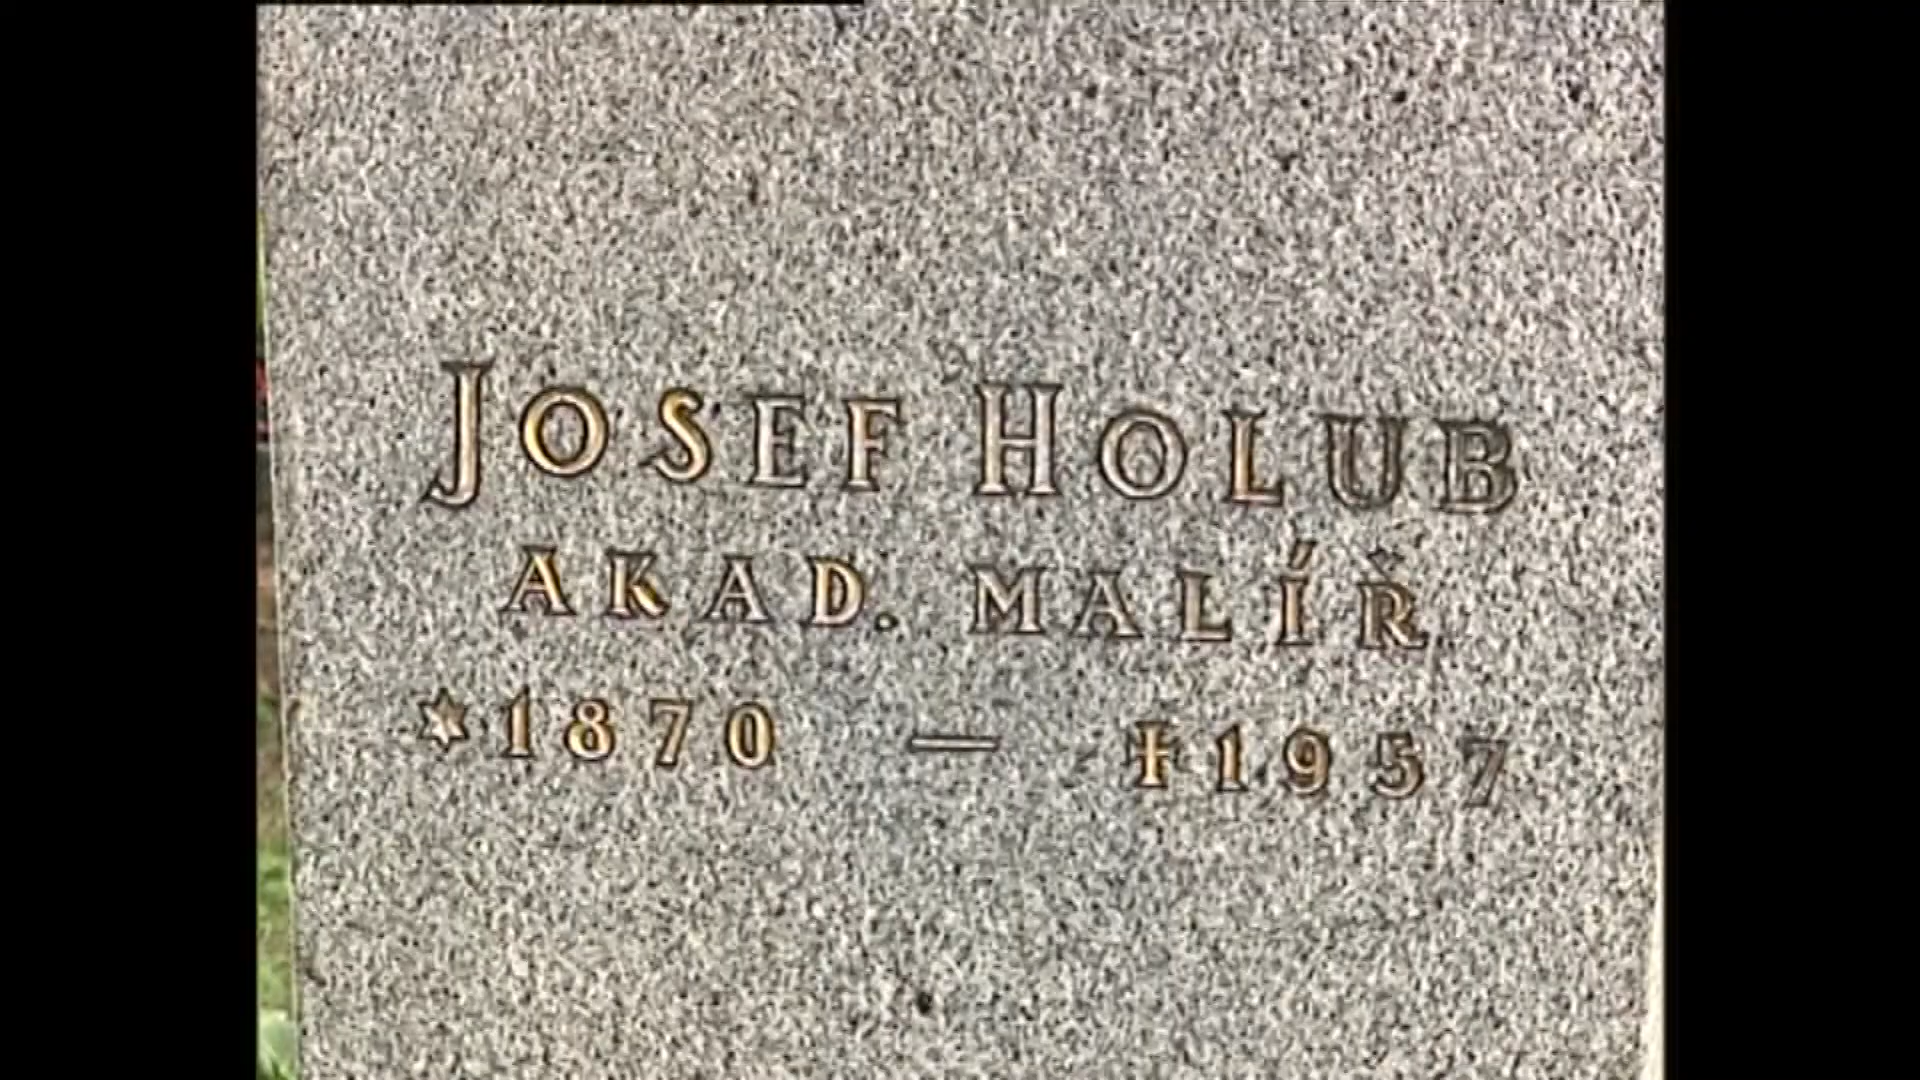 JOSEF HOLUB
AKAD. MALÍŘ
*1870 — †1957